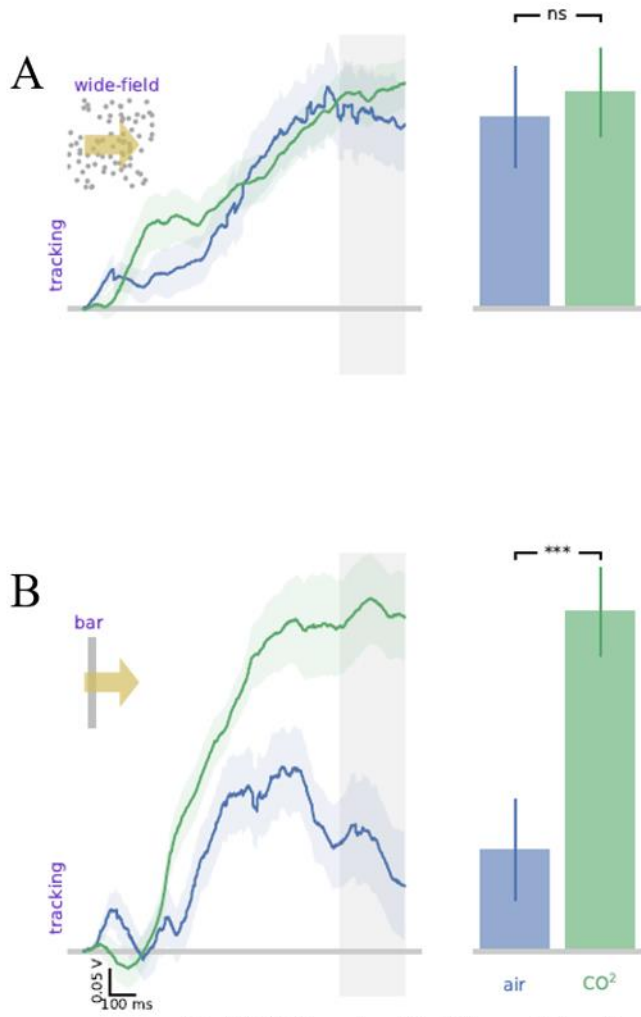 A
ns
wide-field
tracking
B
***
bar
tracking
0.05 V
100 ms
air
CO²